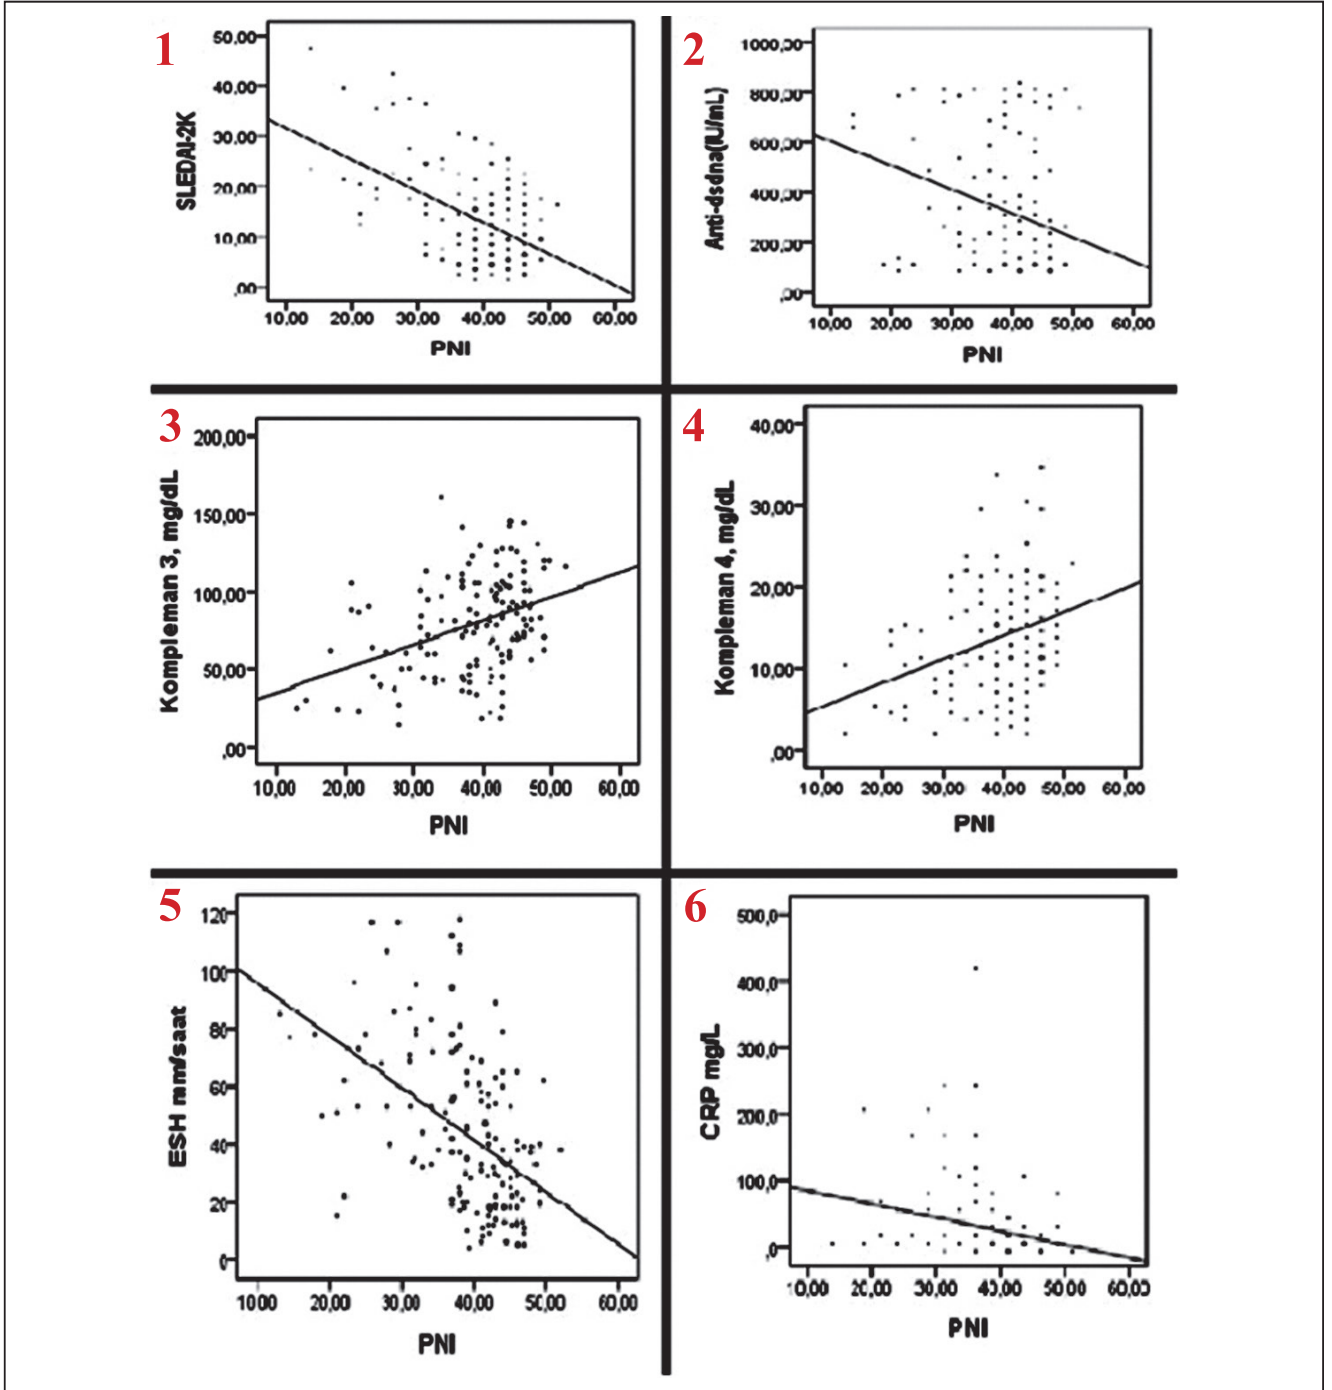 1
50,00
40,00
30,00
20,00
10,00
,00
SLEDAI-2K
10,00 20,00 30,00 40,00 50,00 60,00
PNI
2
1000,00
800,00
600,00
400,00
200,00
,00
Anti-dsdna(IU/mL)
10,00 20,00 30,00 40,00 50,00 60,00
PNI
3
200,00
150,00
100,00
50,00
,00
Kompleman 3, mg/dL
10,00 20,00 30,00 40,00 50,00 60,00
PNI
4
40,00
30,00
20,00
10,00
,00
Kompleman 4, mg/dL
10,00 20,00 30,00 40,00 50,00 60,00
PNI
5
120
100
80
60
40
20
0
ESH mm/saat
10,00 20,00 30,00 40,00 50,00 60,00
PNI
6
500,0
400,0
300,0
200,0
100,0
,0
CRP mg/L
10,00 20,00 30,00 40,00 50,00 60,00
PNI